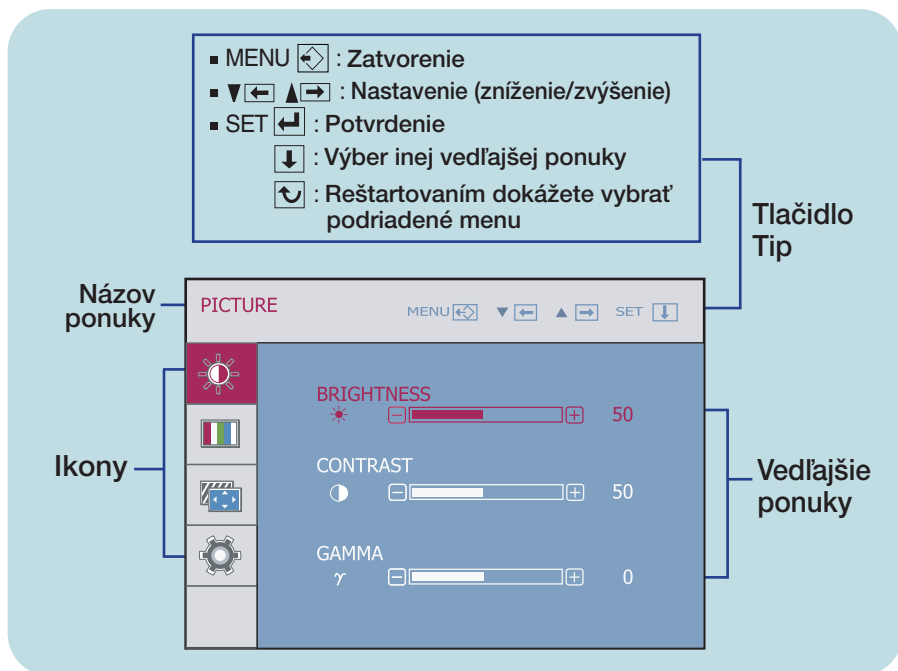 MENU : Zatvorenie
: Nastavenie (zníženie/zvýšenie)
SET : Potvrdenie
: Výber inej vedľajšej ponuky
: Reštartovaním dokážete vybrať
podriadené menu
Tlačidlo
Tip
Názov
ponuky
PICTURE
MENU SET
BRIGHTNESS
50
CONTRAST
50
GAMMA
γ 0
Ikony
Vedľajšie
ponuky